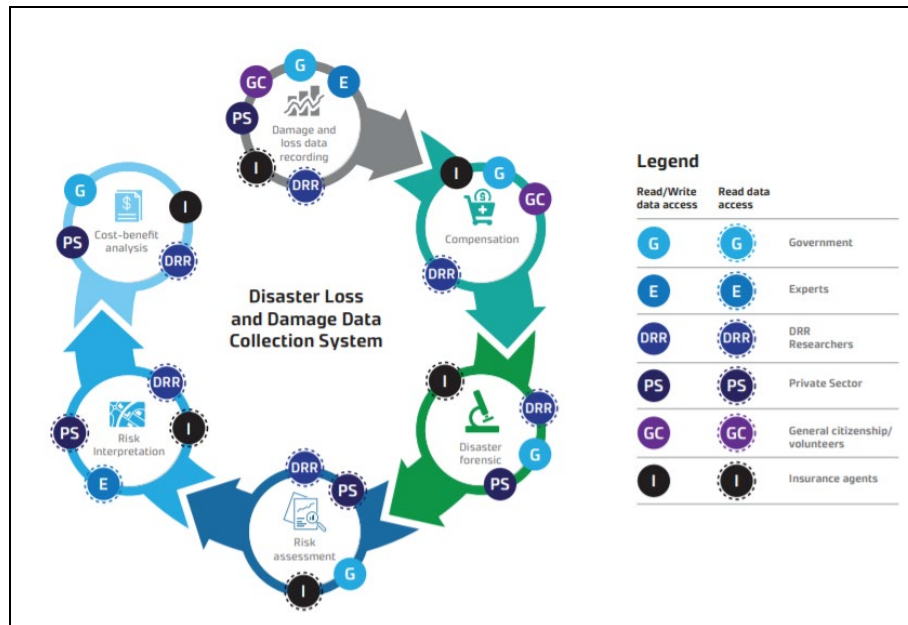 G
GC
E
PS
Damage and
loss data
recording
I
DRR
I
G
GC
Compensation
DRR
I
DRR
Disaster
forensic
G
PS
DRR
PS
Risk
assessment
G
I
DRR
PS
I
Risk
Interpretation
E
G
I
PS
Cost-benefit
analysis
DRR
$
Disaster Loss
and Damage Data
Collection System
Legend
Read/Write Read data
data access access
G G Government
E E Experts
DRR DRR DRR
Researchers
PS PS Private Sector
GC GC General citizenship/
volunteers
I I Insurance agents